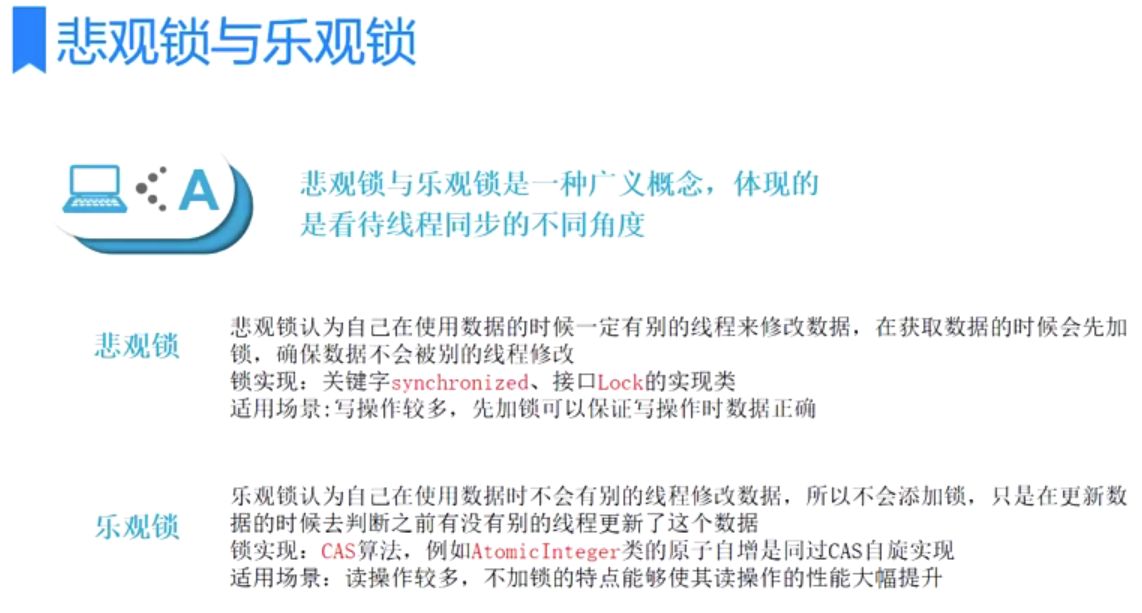 悲观锁与乐观锁
A
悲观锁与乐观锁是一种广义概念，体现的
是看待线程同步的不同角度
悲观锁
悲观锁认为自己在使用数据的时候一定有别的线程来修改数据，在获取数据的时候会先加
锁，确保数据不会被别的线程修改
锁实现：关键字synchronized、接口Lock的实现类
适用场景:写操作较多，先加锁可以保证写操作时数据正确
乐观锁
乐观锁认为自己在使用数据时不会有别的线程修改数据，所以不会添加锁，只是在更新数
据的时候去判断之前有没有别的线程更新了这个数据
锁实现：CAS算法，例如AtomicInteger类的原子自增是同过CAS自旋实现
适用场景：读操作较多，不加锁的特点能够使其读操作的性能大幅提升